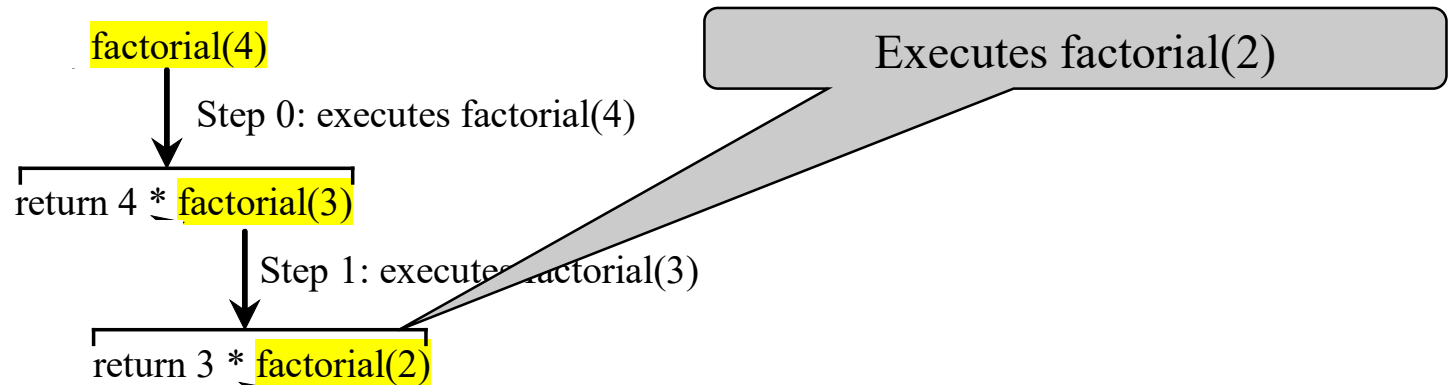 factorial(4)
Executes factorial(2)
Step 0: executes factorial(4)
return 4 * factorial(3)
Step 1: executes factorial(3)
return 3 * factorial(2)